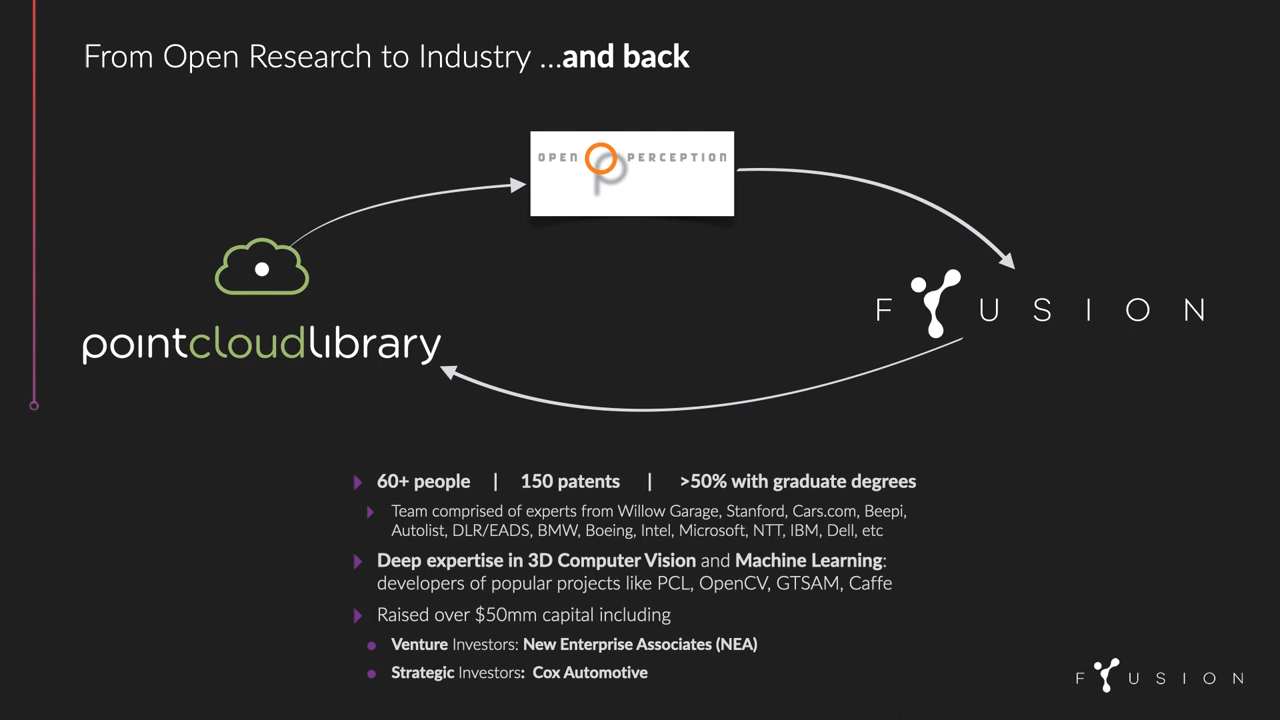 From Open Research to Industry ...and back
OPEN PERCEPTION
FYUSION
pointcloudlibrary
60+ people | 150 patents | >50% with graduate degrees
Team comprised of experts from Willow Garage, Stanford, Cars.com, Beepi,
Autolist, DLR/EADS, BMW, Boeing, Intel, Microsoft, NTT, IBM, Dell, etc
Deep expertise in 3D Computer Vision and Machine Learning:
developers of popular projects like PCL, OpenCV, GTSAM, Caffe
Raised over $50mm capital including
Venture Investors: New Enterprise Associates (NEA)
Strategic Investors: Cox Automotive
FYUSION